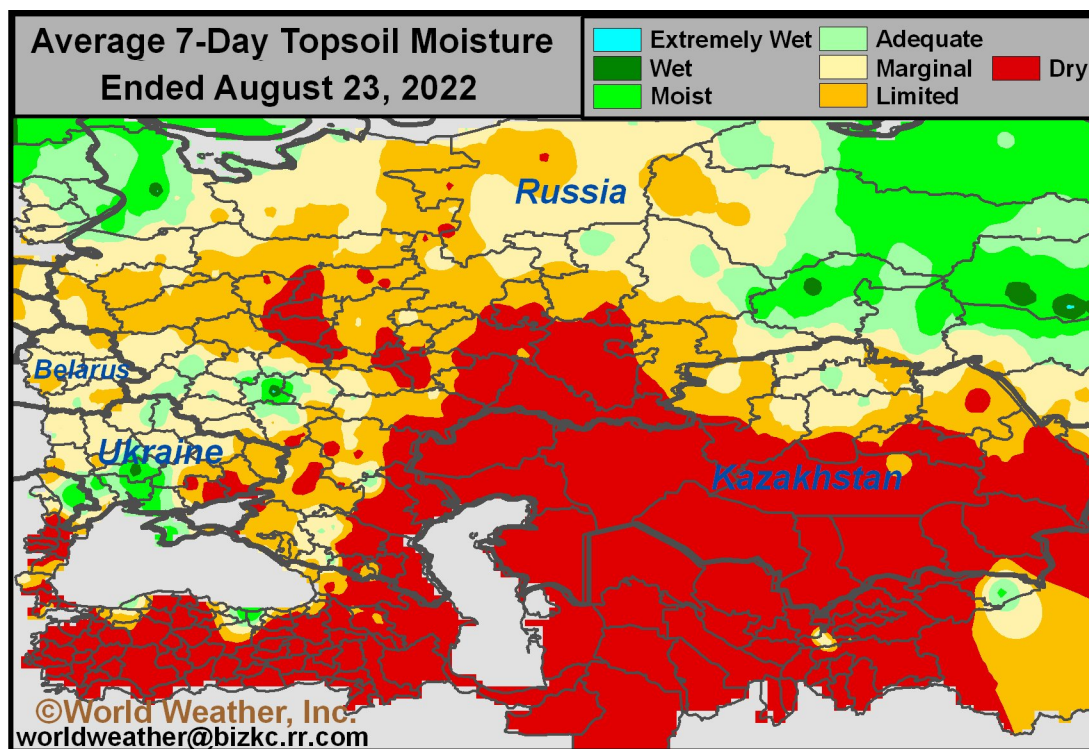 Average 7-Day Topsoil Moisture
Ended August 23, 2022
Extremely Wet
Adequate
Wet
Marginal
Dry
Moist
Limited
Russia
Belarus
Ukraine
Kazakhstan
©World Weather, Inc.
worldweather@bizkc.rr.com